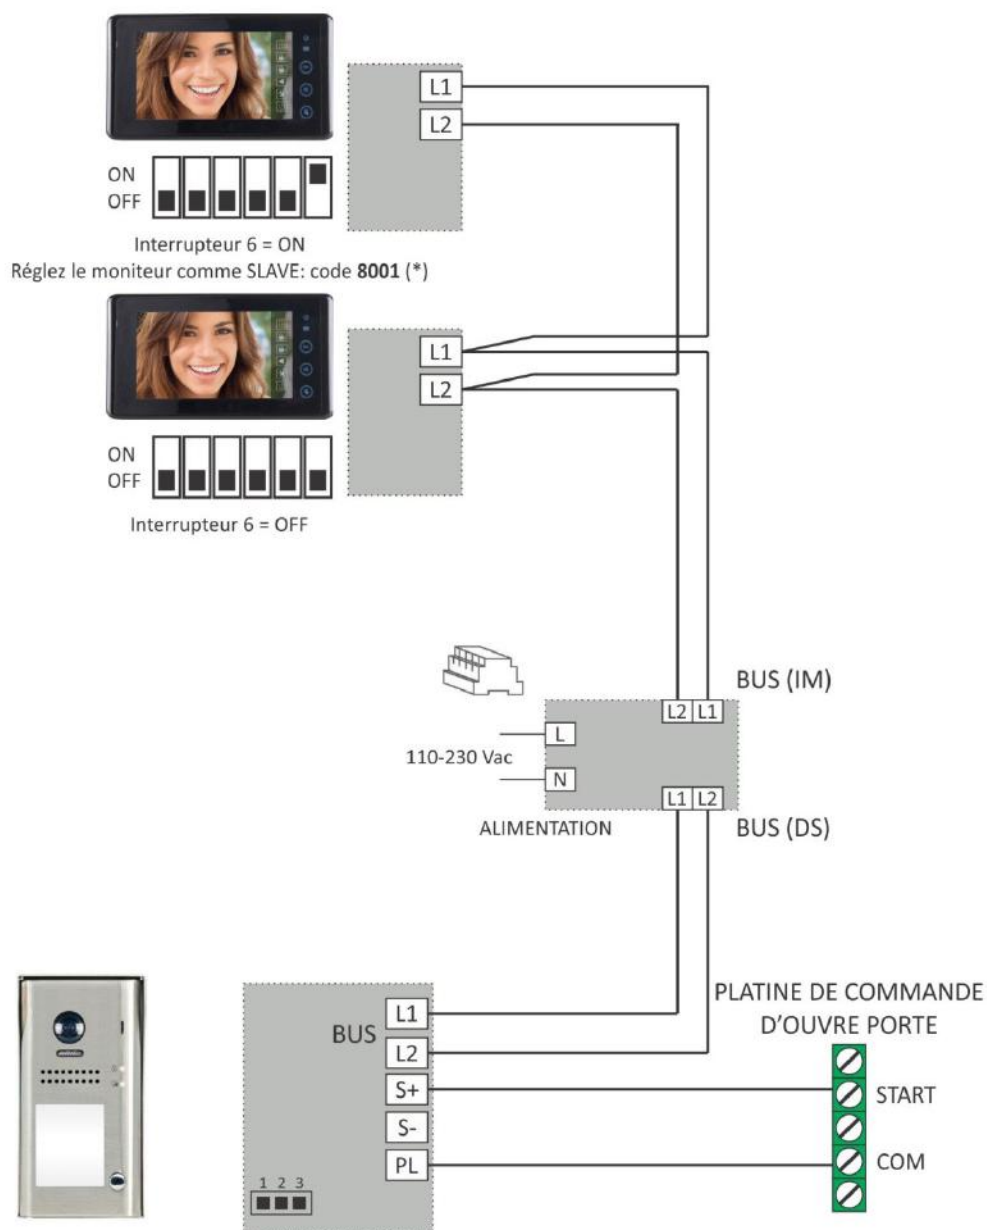 L1
L2
ON
OFF
Interrupteur 6 = ON
Réglez le moniteur comme SLAVE: code 8001 (*)
L1
L2
ON
OFF
Interrupteur 6 = OFF
BUS (IM)
L2 L1
L
110-230 Vac
N
L1 L2
ALIMENTATION
BUS (DS)
PLATINE DE COMMANDE
D'OUVRE PORTE
BUS
L1
L2
S+
START
S-
PL
COM
1 2 3